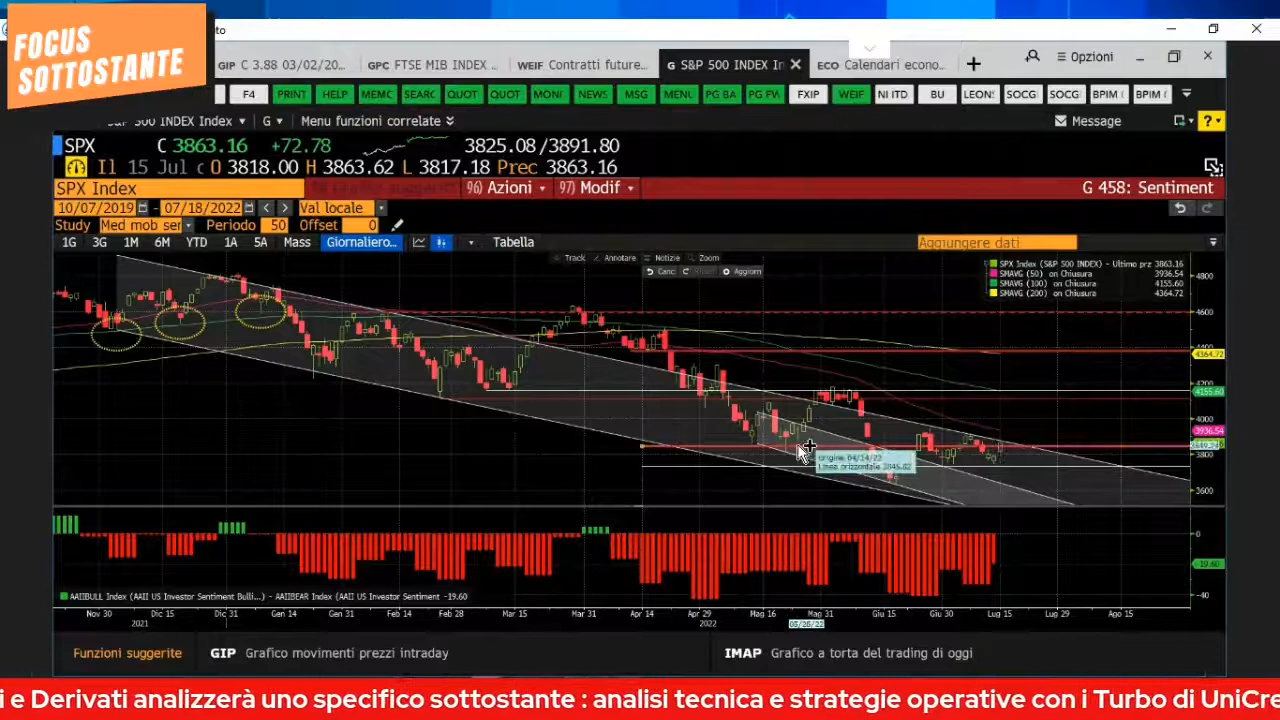 FOCUS
SOTTOSTANTE
to
GIP C 3.88 03/02/20...
GPC FTSE MIB INDEX ...
WEIF Contratti future...
G S&P 500 INDEX In
ECO Calendari econo...
Opzioni
F4 PRINT HELP MEMC SEARC QUOT QUOT MONI NEWS MSG MENU PG BA PG FW FXIP WEIF NI ITD BU LEON SOCG SOCG BPIM ( BPIM (
S&P 500 INDEX Index G Menu funzioni correlate Message ?
SPX C 3863.16 +72.78 3825.08/3891.80
Il 15 Jul O 3818.00 H 3863.62 L 3817.18 Prec 3863.16
SPX Index 96) Azioni 97) Modif G 458: Sentiment
10/07/2019 - 07/18/2022 < > Val locale
Study Med mob ser Periodo 50 Offset 0
1G 3G 1M 6M YTD 1A 5A Mass Giornaliero... Tabella Aggiungere dati
Track Annotare Notizie Zoom
Canc Aggiorn
SPX Index (S&P 500 INDEX) - Ultimo prz 3863.16
SMAVG (50) on Chiusura 3936.54
SMAVG (100) on Chiusura 4155.60
SMAVG (200) on Chiusura 4364.72
4800
4600
4400
4364.72
4200
4155.60
4000
3936.54
3800
3600
origine 04/14/22
Linea orizzontale 3845.82
0
-19.60
-40
AAIIBULL Index (AAII US Investor Sentiment Bulli...) - AAIIBEAR Index (AAII US Investor Sentiment -19.60
Nov 30 Dic 15 Dic 31 Gen 14 Gen 31 Feb 14 Feb 28 Mar 15 Mar 31 Apr 14 Apr 29 Mag 16 Mag 31 Giu 15 Giu 30 Lug 15 Lug 29 Ago 15
2021 2022
Funzioni suggerite GIP Grafico movimenti prezzi intraday IMAP Grafico a torta del trading di oggi
i e Derivati analizzerà uno specifico sottostante : analisi tecnica e strategie operative con i Turbo di UniCre